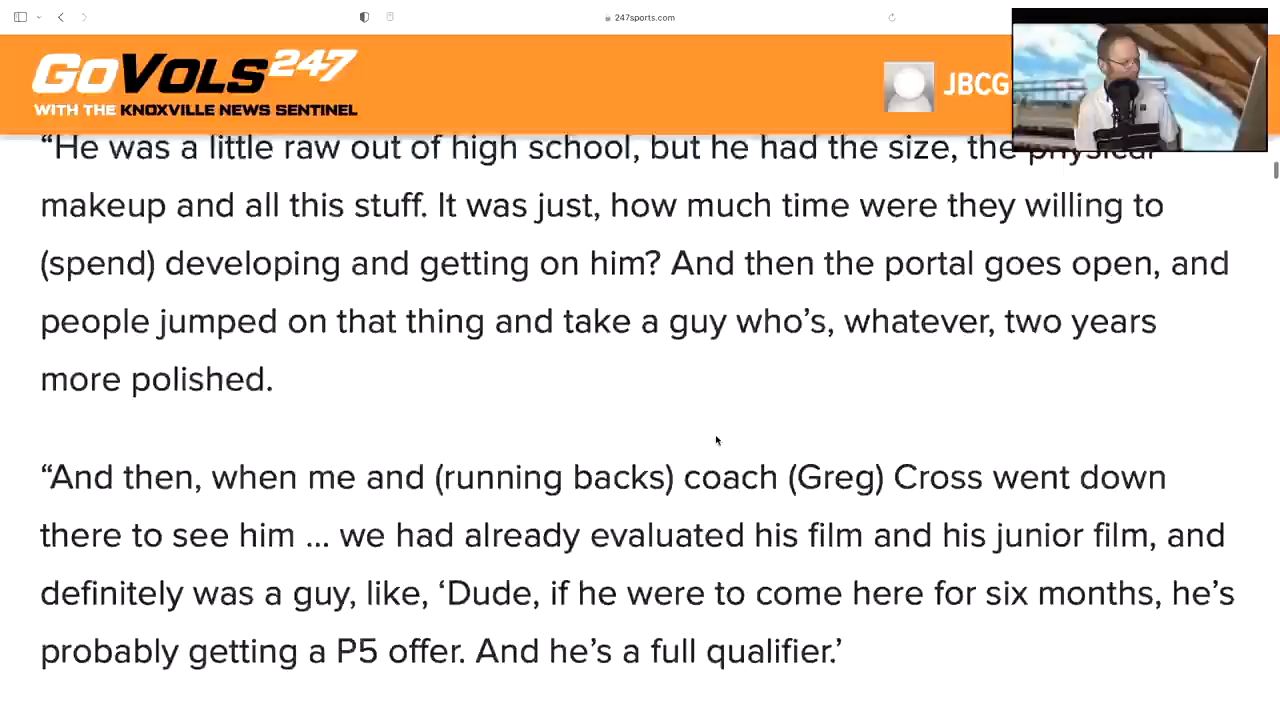 247sports.com
GoVols247
WITH THE KNOXVILLE NEWS SENTINEL
JBCG
“He was a little raw out of high school, but he had the size, the physical
makeup and all this stuff. It was just, how much time were they willing to
(spend) developing and getting on him? And then the portal goes open, and
people jumped on that thing and take a guy who’s, whatever, two years
more polished.
“And then, when me and (running backs) coach (Greg) Cross went down
there to see him ... we had already evaluated his film and his junior film, and
definitely was a guy, like, ‘Dude, if he were to come here for six months, he’s
probably getting a P5 offer. And he’s a full qualifier.’